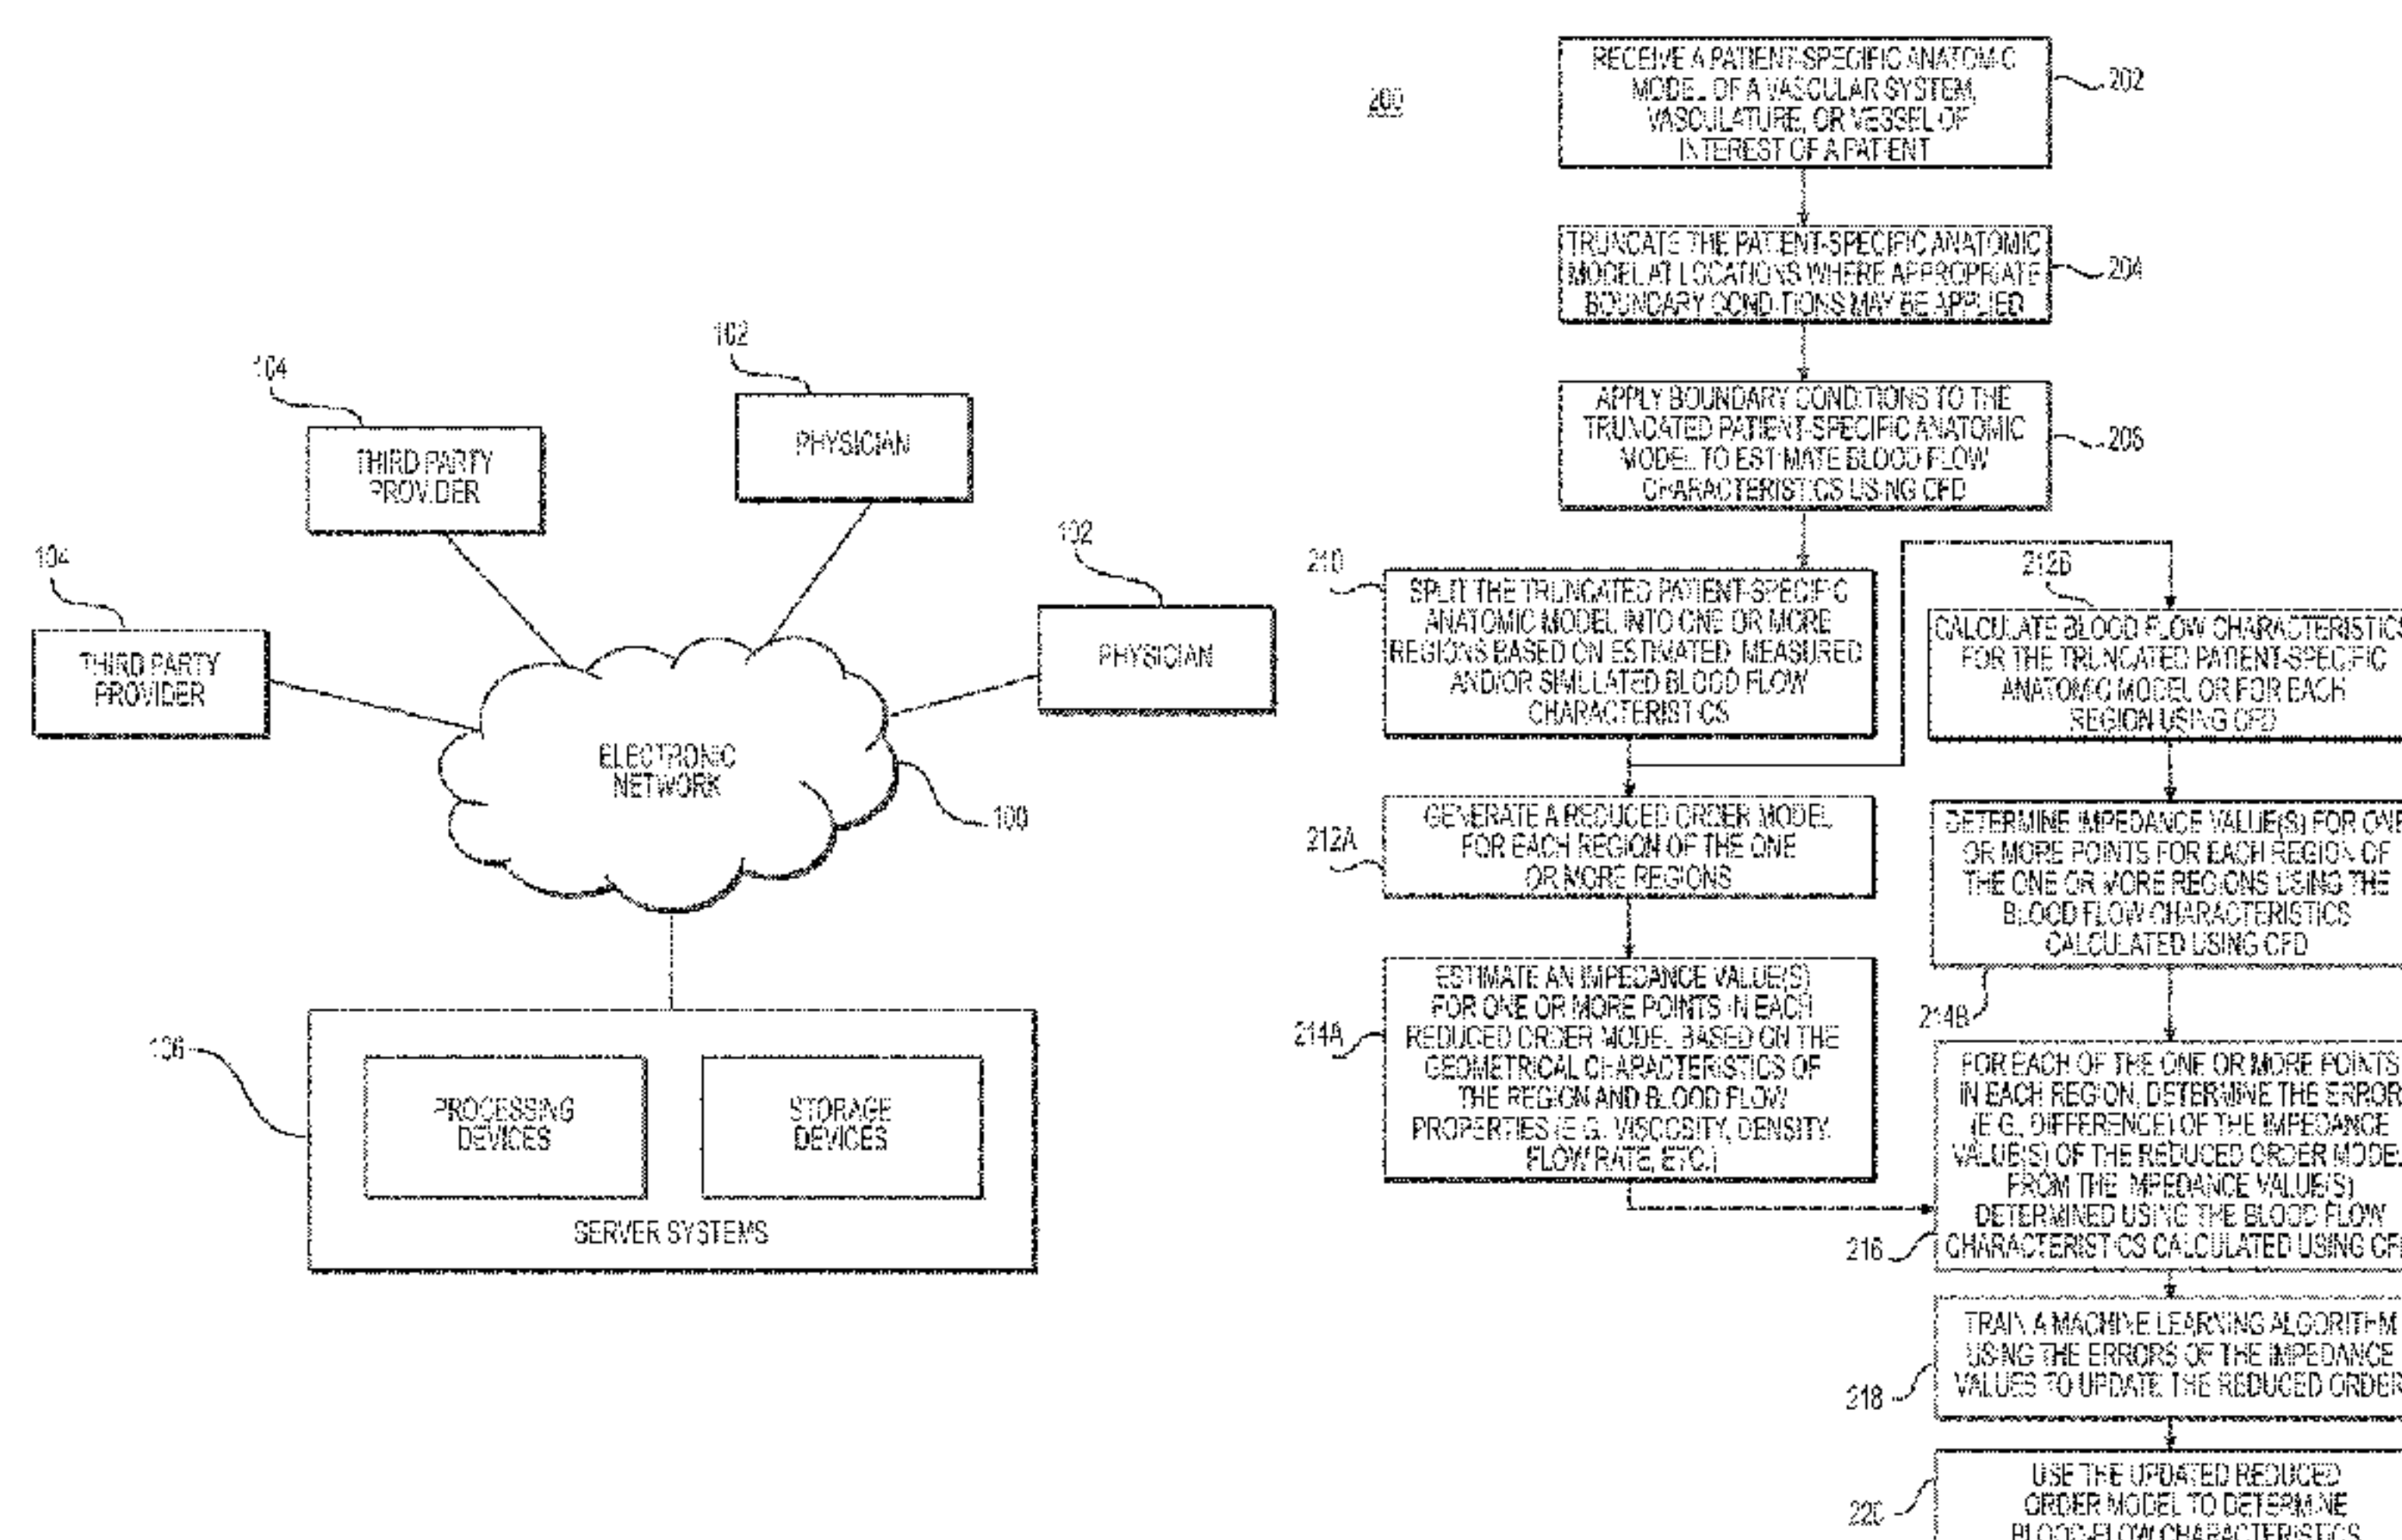 104
102
THIRD PARTY
PROVIDER
PHYSICIAN
104
102
THIRD PARTY
PROVIDER
PHYSICIAN
ELECTRONIC
NETWORK
100
106
PROCESSING
DEVICES
STORAGE
DEVICES
SERVER SYSTEMS
200
RECEIVE A PATIENT-SPECIFIC ANATOMIC
MODEL OF A VASCULAR SYSTEM,
VASCULATURE, OR VESSEL OF
INTEREST OF A PATIENT
202
TRUNCATE THE PATIENT-SPECIFIC ANATOMIC
MODEL AT LOCATIONS WHERE APPROPRIATE
BOUNDARY CONDITIONS MAY BE APPLIED
204
APPLY BOUNDARY CONDITIONS TO THE
TRUNCATED PATIENT-SPECIFIC ANATOMIC
MODEL TO ESTIMATE BLOOD FLOW
CHARACTERISTICS USING CFD
206
210
SPLIT THE TRUNCATED PATIENT-SPECIFIC
ANATOMIC MODEL INTO ONE OR MORE
REGIONS BASED ON ESTIMATED, MEASURED
AND/OR SIMULATED BLOOD FLOW
CHARACTERISTICS
212A
GENERATE A REDUCED ORDER MODEL
FOR EACH REGION OF THE ONE
OR MORE REGIONS
214A
ESTIMATE AN IMPEDANCE VALUE(S)
FOR ONE OR MORE POINTS IN EACH
REDUCED ORDER MODEL BASED ON THE
GEOMETRICAL CHARACTERISTICS OF
THE REGION AND BLOOD FLOW
PROPERTIES (E.G., VISCOSITY, DENSITY,
FLOW RATE, ETC.)
212B
CALCULATE BLOOD FLOW CHARACTERISTICS
FOR THE TRUNCATED PATIENT-SPECIFIC
ANATOMIC MODEL OR FOR EACH
REGION USING CFD
DETERMINE IMPEDANCE VALUE(S) FOR ONE
OR MORE POINTS FOR EACH REGION OF
THE ONE OR MORE REGIONS USING THE
BLOOD FLOW CHARACTERISTICS
CALCULATED USING CFD
214B
FOR EACH OF THE ONE OR MORE POINTS
IN EACH REGION, DETERMINE THE ERROR
(E.G., DIFFERENCE) OF THE IMPEDANCE
VALUE(S) OF THE REDUCED ORDER MODEL
FROM THE IMPEDANCE VALUE(S)
DETERMINED USING THE BLOOD FLOW
CHARACTERISTICS CALCULATED USING CFD
216
TRAIN A MACHINE LEARNING ALGORITHM
USING THE ERRORS OF THE IMPEDANCE
VALUES TO UPDATE THE REDUCED ORDER
218
USE THE UPDATED REDUCED
ORDER MODEL TO DETERMINE
BLOOD-FLOW CHARACTERISTICS
220